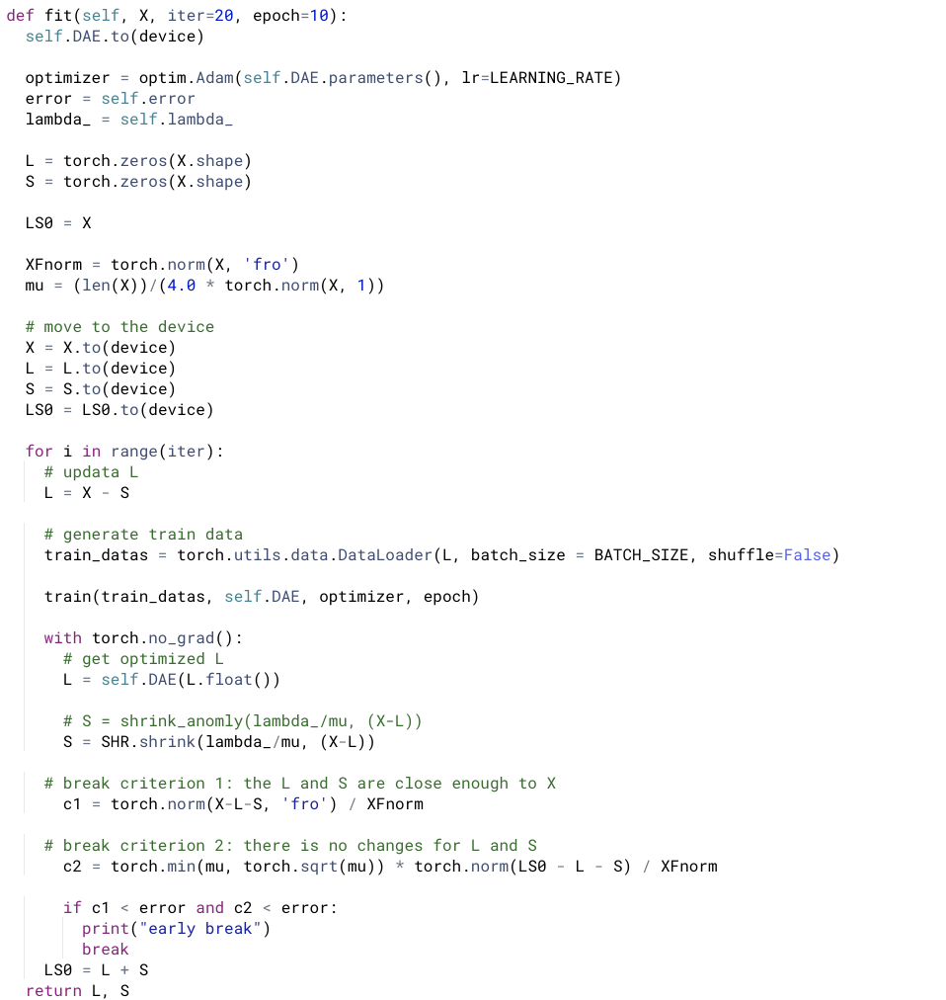 def fit(self, X, iter=20, epoch=10):
  self.DAE.to(device)

  optimizer = optim.Adam(self.DAE.parameters(), lr=LEARNING_RATE)
  error = self.error
  lambda_ = self.lambda_

  L = torch.zeros(X.shape)
  S = torch.zeros(X.shape)

  LS0 = X

  XFnorm = torch.norm(X, 'fro')
  mu = (len(X))/(4.0 * torch.norm(X, 1))

  # move to the device
  X = X.to(device)
  L = L.to(device)
  S = S.to(device)
  LS0 = LS0.to(device)

  for i in range(iter):
    # updata L
    L = X - S

    # generate train data
    train_datas = torch.utils.data.DataLoader(L, batch_size = BATCH_SIZE, shuffle=False)

    train(train_datas, self.DAE, optimizer, epoch)

    with torch.no_grad():
      # get optimized L
      L = self.DAE(L.float())

      # S = shrink_anomly(lambda_/mu, (X-L))
      S = SHR.shrink(lambda_/mu, (X-L))

    # break criterion 1: the L and S are close enough to X
      c1 = torch.norm(X-L-S, 'fro') / XFnorm

    # break criterion 2: there is no changes for L and S
      c2 = torch.min(mu, torch.sqrt(mu)) * torch.norm(LS0 - L - S) / XFnorm

      if c1 < error and c2 < error:
        print("early break")
        break
    LS0 = L + S
  return L, S